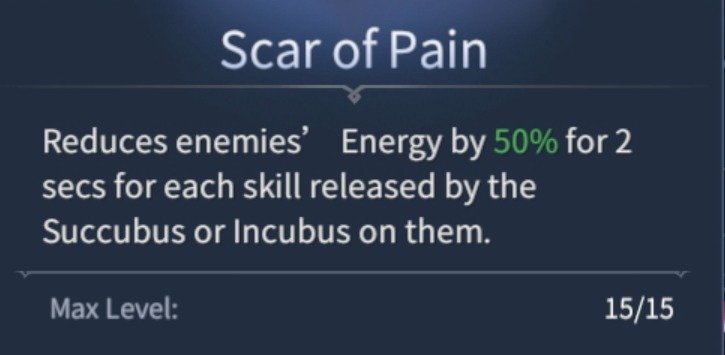 Scar of Pain
Reduces enemies’ Energy by 50% for 2
secs for each skill released by the
Succubus or Incubus on them.
Max Level: 15/15